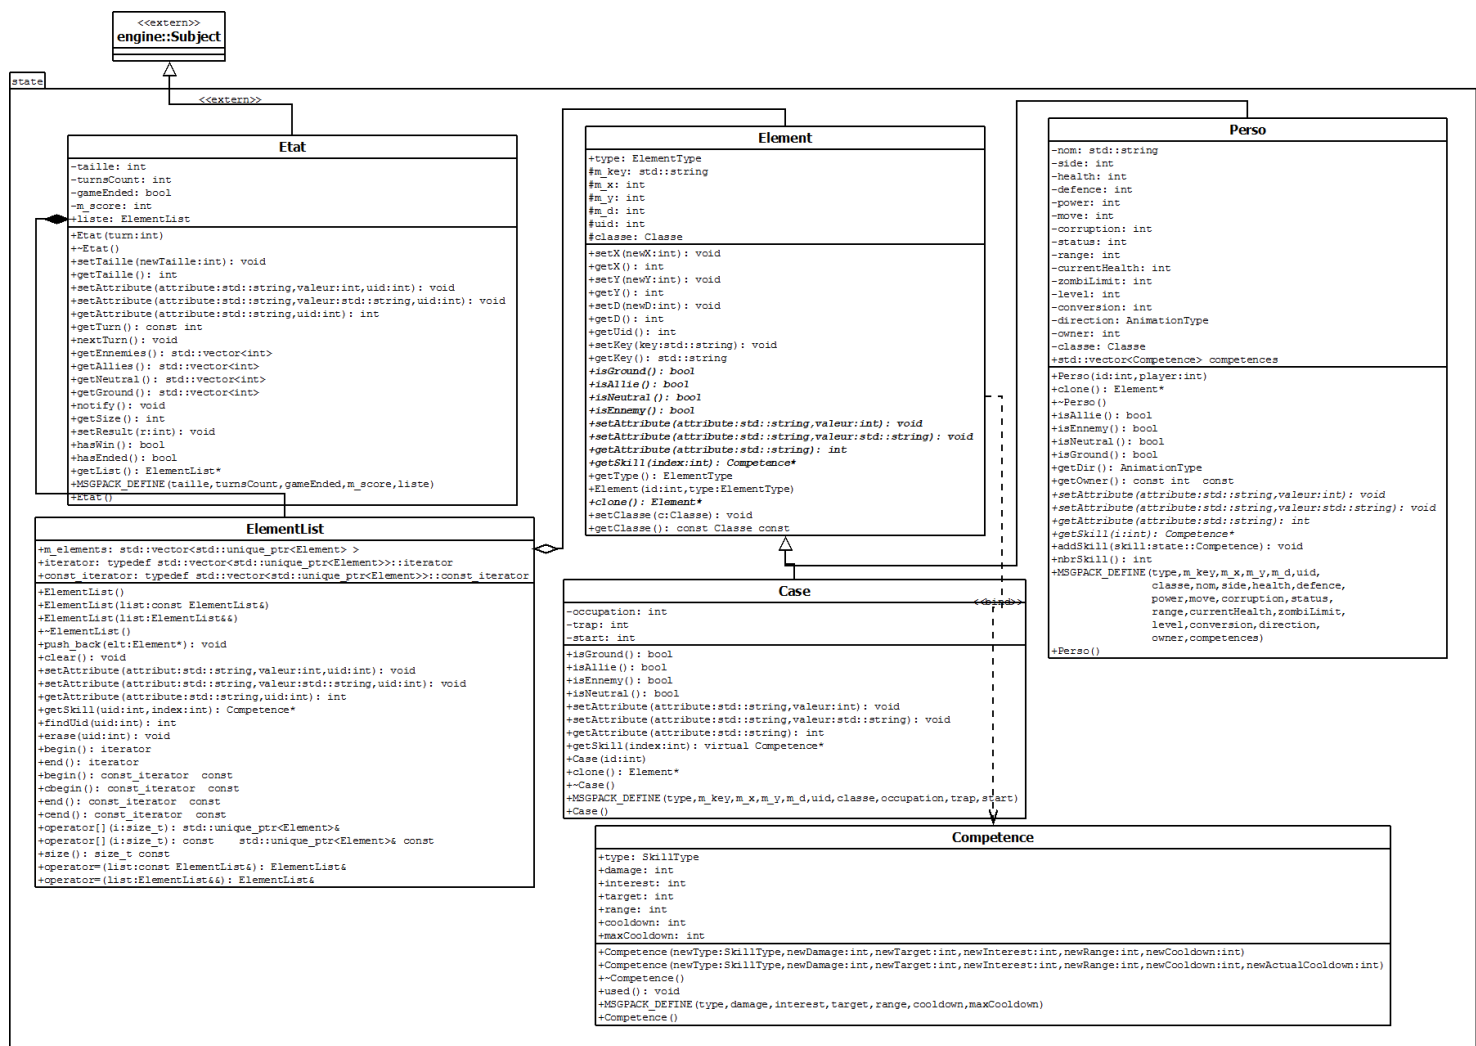 <<extern>>
engine::Subject
state
<<extern>>
Etat
-taille: int
-turnsCount: int
-gameEnded: bool
-m_score: int
+liste: ElementList
+Etat(turn:int)
+~Etat()
+setTaille(newTaille:int): void
+getTaille(): int
+setAttribute(attribute:std::string,valeur:int,uid:int): void
+setAttribute(attribute:std::string,valeur:std::string,uid:int): void
+getAttribute(attribute:std::string,uid:int): int
+getTurn(): const int
+nextTurn(): void
+getEnnemies(): std::vector<int>
+getAllies(): std::vector<int>
+getNeutral(): std::vector<int>
+getGround(): std::vector<int>
+notify(): void
+getSize(): int
+setResult(r:int): void
+hasWin(): bool
+hasEnded(): bool
+getList(): ElementList*
+MSGPACK_DEFINE(taille,turnsCount,gameEnded,m_score,liste)
+Etat()
ElementList
+m_elements: std::vector<std::unique_ptr<Element> >
+iterator: typedef std::vector<std::unique_ptr<Element>>::iterator
+const_iterator: typedef std::vector<std::unique_ptr<Element>>::const_iterator
+ElementList()
+ElementList(list:const ElementList&)
+ElementList(list:ElementList&&)
+~ElementList()
+push_back(elt:Element*): void
+clear(): void
+setAttribute(attribut:std::string,valeur:int,uid:int): void
+setAttribute(attribut:std::string,valeur:std::string,uid:int): void
+getAttribute(attribute:std::string,uid:int): int
+getSkill(uid:int,index:int): Competence*
+findUid(uid:int): int
+erase(uid:int): void
+begin(): iterator
+end(): iterator
+begin(): const_iterator  const
+cbegin(): const_iterator  const
+end(): const_iterator  const
+cend(): const_iterator  const
+operator[](i:size_t): std::unique_ptr<Element>&
+operator[](i:size_t): const   std::unique_ptr<Element>& const
+size(): size_t const
+operator=(list:const ElementList&): ElementList&
+operator=(list:ElementList&&): ElementList&
Element
+type: ElementType
#m_key: std::string
#m_x: int
#m_y: int
#m_d: int
#uid: int
#classe: Classe
+setX(newX:int): void
+getX(): int
+setY(newY:int): void
+getY(): int
+setD(newD:int): void
+getD(): int
+getUid(): int
+setKey(key:std::string): void
+getKey(): std::string
+isGround(): bool
+isAllie(): bool
+isNeutral(): bool
+isEnnemy(): bool
+setAttribute(attribute:std::string,valeur:int): void
+setAttribute(attribute:std::string,valeur:std::string): void
+getAttribute(attribute:std::string): int
+getSkill(index:int): Competence*
+getType(): ElementType
+Element(id:int,type:ElementType)
+clone(): Element*
+setClasse(c:Classe): void
+getClasse(): const Classe const
Case
<<bind>>
-occupation: int
-trap: int
-start: int
+isGround(): bool
+isAllie(): bool
+isEnnemy(): bool
+isNeutral(): bool
+setAttribute(attribute:std::string,valeur:int): void
+setAttribute(attribute:std::string,valeur:std::string): void
+getAttribute(attribute:std::string): int
+getSkill(index:int): virtual Competence*
+Case(id:int)
+clone(): Element*
+~Case()
+MSGPACK_DEFINE(type,m_key,m_x,m_y,m_d,uid,classe,occupation,trap,start)
+Case()
Competence
+type: SkillType
+damage: int
+interest: int
+target: int
+range: int
+cooldown: int
+maxCooldown: int
+Competence(newType:SkillType,newDamage:int,newTarget:int,newInterest:int,newRange:int,newCooldown:int)
+Competence(newType:SkillType,newDamage:int,newTarget:int,newInterest:int,newRange:int,newCooldown:int,newActualCooldown:int)
+~Competence()
+used(): void
+MSGPACK_DEFINE(type,damage,interest,target,range,cooldown,maxCooldown)
+Competence()
Perso
-nom: std::string
-side: int
-health: int
-defence: int
-power: int
-move: int
-corruption: int
-status: int
-range: int
-currentHealth: int
-zombiLimit: int
-level: int
-conversion: int
-direction: AnimationType
-owner: int
-classe: Classe
+std::vector<Competence> competences
+Perso(id:int,player:int)
+clone(): Element*
+~Perso()
+isAllie(): bool
+isEnnemy(): bool
+isNeutral(): bool
+isGround(): bool
+getDir(): AnimationType
+getOwner(): const int  const
+setAttribute(attribute:std::string,valeur:int): void
+setAttribute(attribute:std::string,valeur:std::string): void
+getAttribute(attribute:std::string): int
+getSkill(i:int): Competence*
+addSkill(skill:state::Competence): void
+nbrSkill(): int
+MSGPACK_DEFINE(type,m_key,m_x,m_y,m_d,uid,
classe,nom,side,health,defence,
power,move,corruption,status,
range,currentHealth,zombiLimit,
level,conversion,direction,
owner,competences)
+Perso()